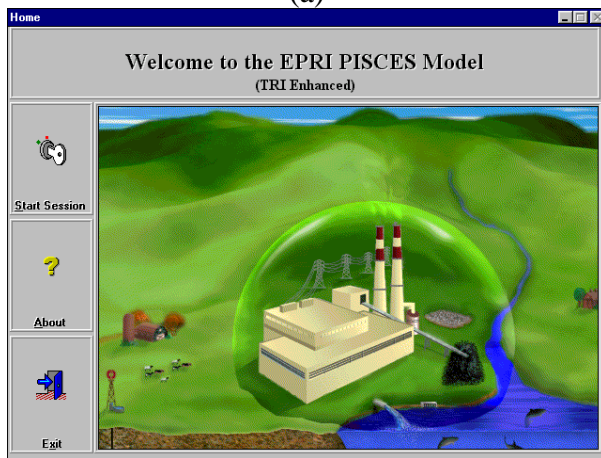 (a)
Home
Welcome to the EPRI PISCES Model
(TRI Enhanced)
Start Session
?
About
Exit